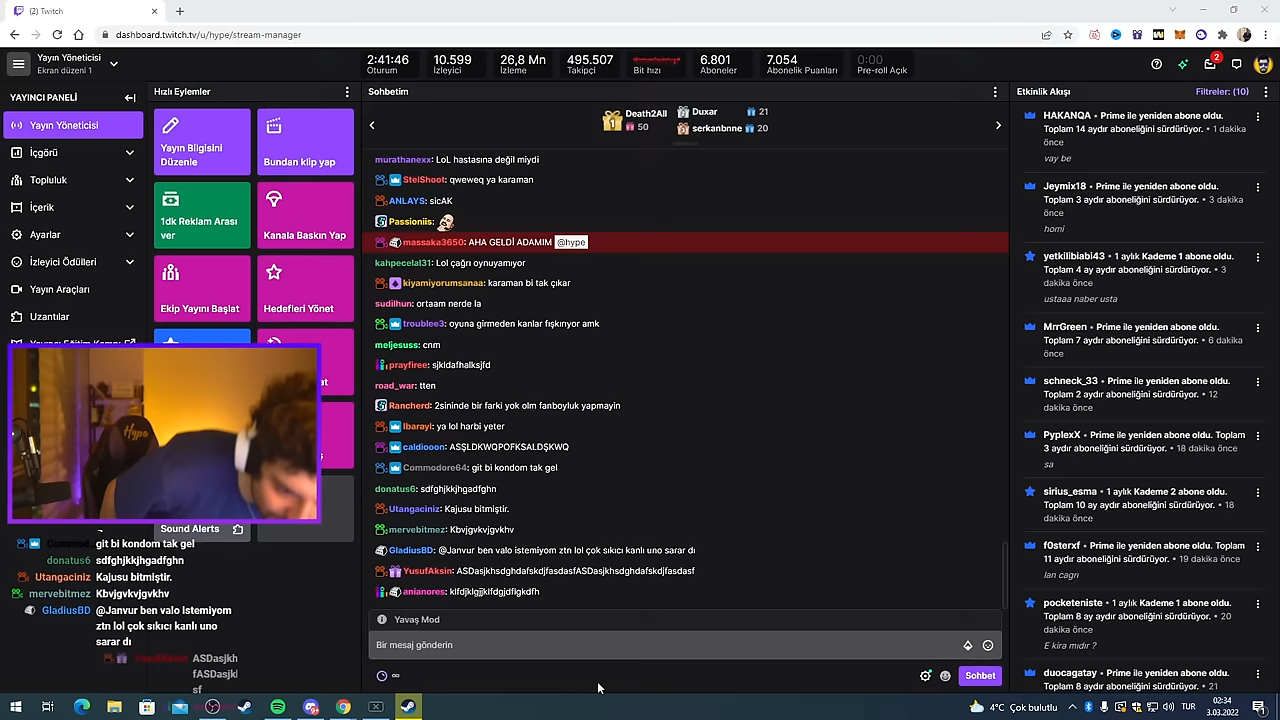 (2) Twitch
dashboard.twitch.tv/u/hype/stream-manager
Yayın Yöneticisi
Ekran düzeni 1
2:41:46
Oturum
10.599
İzleyici
26,8 Mn
İzleme
495.507
Takipçi
Bit hızı
6.801
Aboneler
7.054
Abonelik Puanları
0:00
Pre-roll Açık
2
YAYINCI PANELİ
Yayın Yöneticisi
İçgörü
Topluluk
İçerik
Ayarlar
İzleyici Ödülleri
Yayın Araçları
Uzantılar
Hızlı Eylemler
Yayın Bilgisini
Düzenle
Bundan klip yap
1dk Reklam Arası
ver
Kanala Baskın Yap
Ekip Yayını Başlat
Hedefleri Yönet
Sound Alerts
Hype
git bi kondom tak gel
donatus6 sdfghjkkjhgadfghn
Utangaciniz Kajusu bitmiştir.
mervebitmez Kbvjgvkjvgkhv
GladiusBD @Janvur ben valo Istemiyom
ztn lol çok sıkıcı kanlı uno
sarar dı
YusufAksin ASDasjkh
fASDasjkl
sf
Sohbetim
Death2All
50
Duxar 21
serkanbnne 20
murathanexx: LoL hastasına değil miydi
StelShoot: qweweq ya karaman
ANLAYS: sicAK
Passioniis:
massaka3650: AHA GELDİ ADAMIM @hype
kahpecelal31: Lol çağrı oynuyamıyor
kiyamiyorumsanaa: karaman bi tak çıkar
sudilhun: ortaam nerde la
troublee3: oyuna girmeden kanlar fışkırıyor amk
meljesuss: cnm
prayfiree: sjkldafhalksjfd
road_war: tten
Rancherd: 2sininde bir farki yok olm fanboyluk yapmayin
Ibarayl: ya lol harbi yeter
caldiooon: ASŞLDKWQPOFKSALDŞKWQ
Commodore64: git bi kondom tak gel
donatus6: sdfghjkkjhgadfghn
Utangaciniz: Kajusu bitmiştir.
mervebitmez: Kbvjgvkjvgkhv
GladiusBD: @Janvur ben valo istemiyom ztn lol çok sıkıcı kanlı uno sarar dı
YusufAksin: ASDasjkhsdghdafskdjfasdasfASDasjkhsdghdafskdjfasdasf
anianores: klfdjklgjjklfdgjdflgkdfh
Yavaş Mod
Bir mesaj gönderin
Sohbet
Etkinlik Akışı
Filtreler: (10)
HAKANQA • Prime ile yeniden abone oldu.
Toplam 14 aydır aboneliğini sürdürüyor. • 1 dakika
önce
vay be
Jeymix18 • Prime ile yeniden abone oldu.
Toplam 3 aydır aboneliğini sürdürüyor. • 3 dakika
önce
homi
yetkilibiabi43 • 1 aylık Kademe 1 abone oldu.
Toplam 4 ay aydır aboneliğini sürdürüyor. • 3
dakika önce
ustaaa naber usta
MrrGreen • Prime ile yeniden abone oldu.
Toplam 7 aydır aboneliğini sürdürüyor. • 6 dakika
önce
schneck_33 • Prime ile yeniden abone oldu.
Toplam 2 aydır aboneliğini sürdürüyor. • 12
dakika önce
PyplexX • Prime ile yeniden abone oldu. Toplam
3 aydır aboneliğini sürdürüyor. • 18 dakika önce
sa
sirius_esma • 1 aylık Kademe 2 abone oldu.
Toplam 10 ay aydır aboneliğini sürdürüyor. • 18
dakika önce
f0sterxf • Prime ile yeniden abone oldu. Toplam
11 aydır aboneliğini sürdürüyor. • 19 dakika önce
lan cagrı
pocketeniste • 1 aylık Kademe 1 abone oldu.
Toplam 8 ay aydır aboneliğini sürdürüyor. • 20
dakika önce
E kira mıdır ?
duocagatay • Prime ile yeniden abone oldu.
Toplam 8 aydır aboneliğini sürdürüyor. • 21
4°C Çok bulutlu
TUR
02:34
3.03.2022